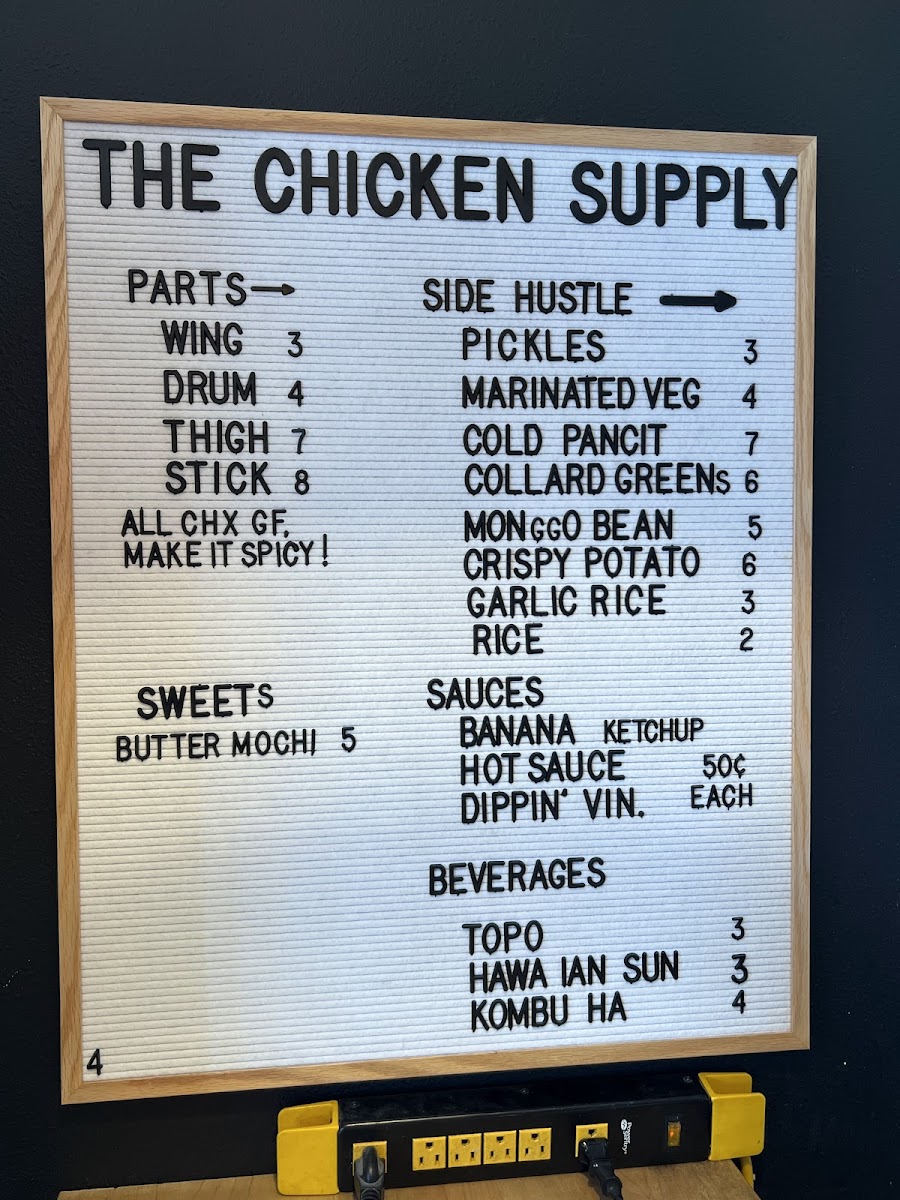 THE CHICKEN SUPPLY
PARTS→
WING 3
DRUM 4
THIGH 7
STICK 8
ALL CHX GF,
MAKE IT SPICY!
SWEETS
BUTTER MOCHI 5
SIDE HUSTLE →
PICKLES 3
MARINATED VEG 4
COLD PANCIT 7
COLLARD GREENs 6
MONggO BEAN 5
CRISPY POTATO 6
GARLIC RICE 3
RICE 2
SAUCES
BANANA KETCHUP
HOT SAUCE 50¢
DIPPIN' VIN. EACH
BEVERAGES
TOPO 3
HAWA IAN SUN 3
KOMBU HA 4
4